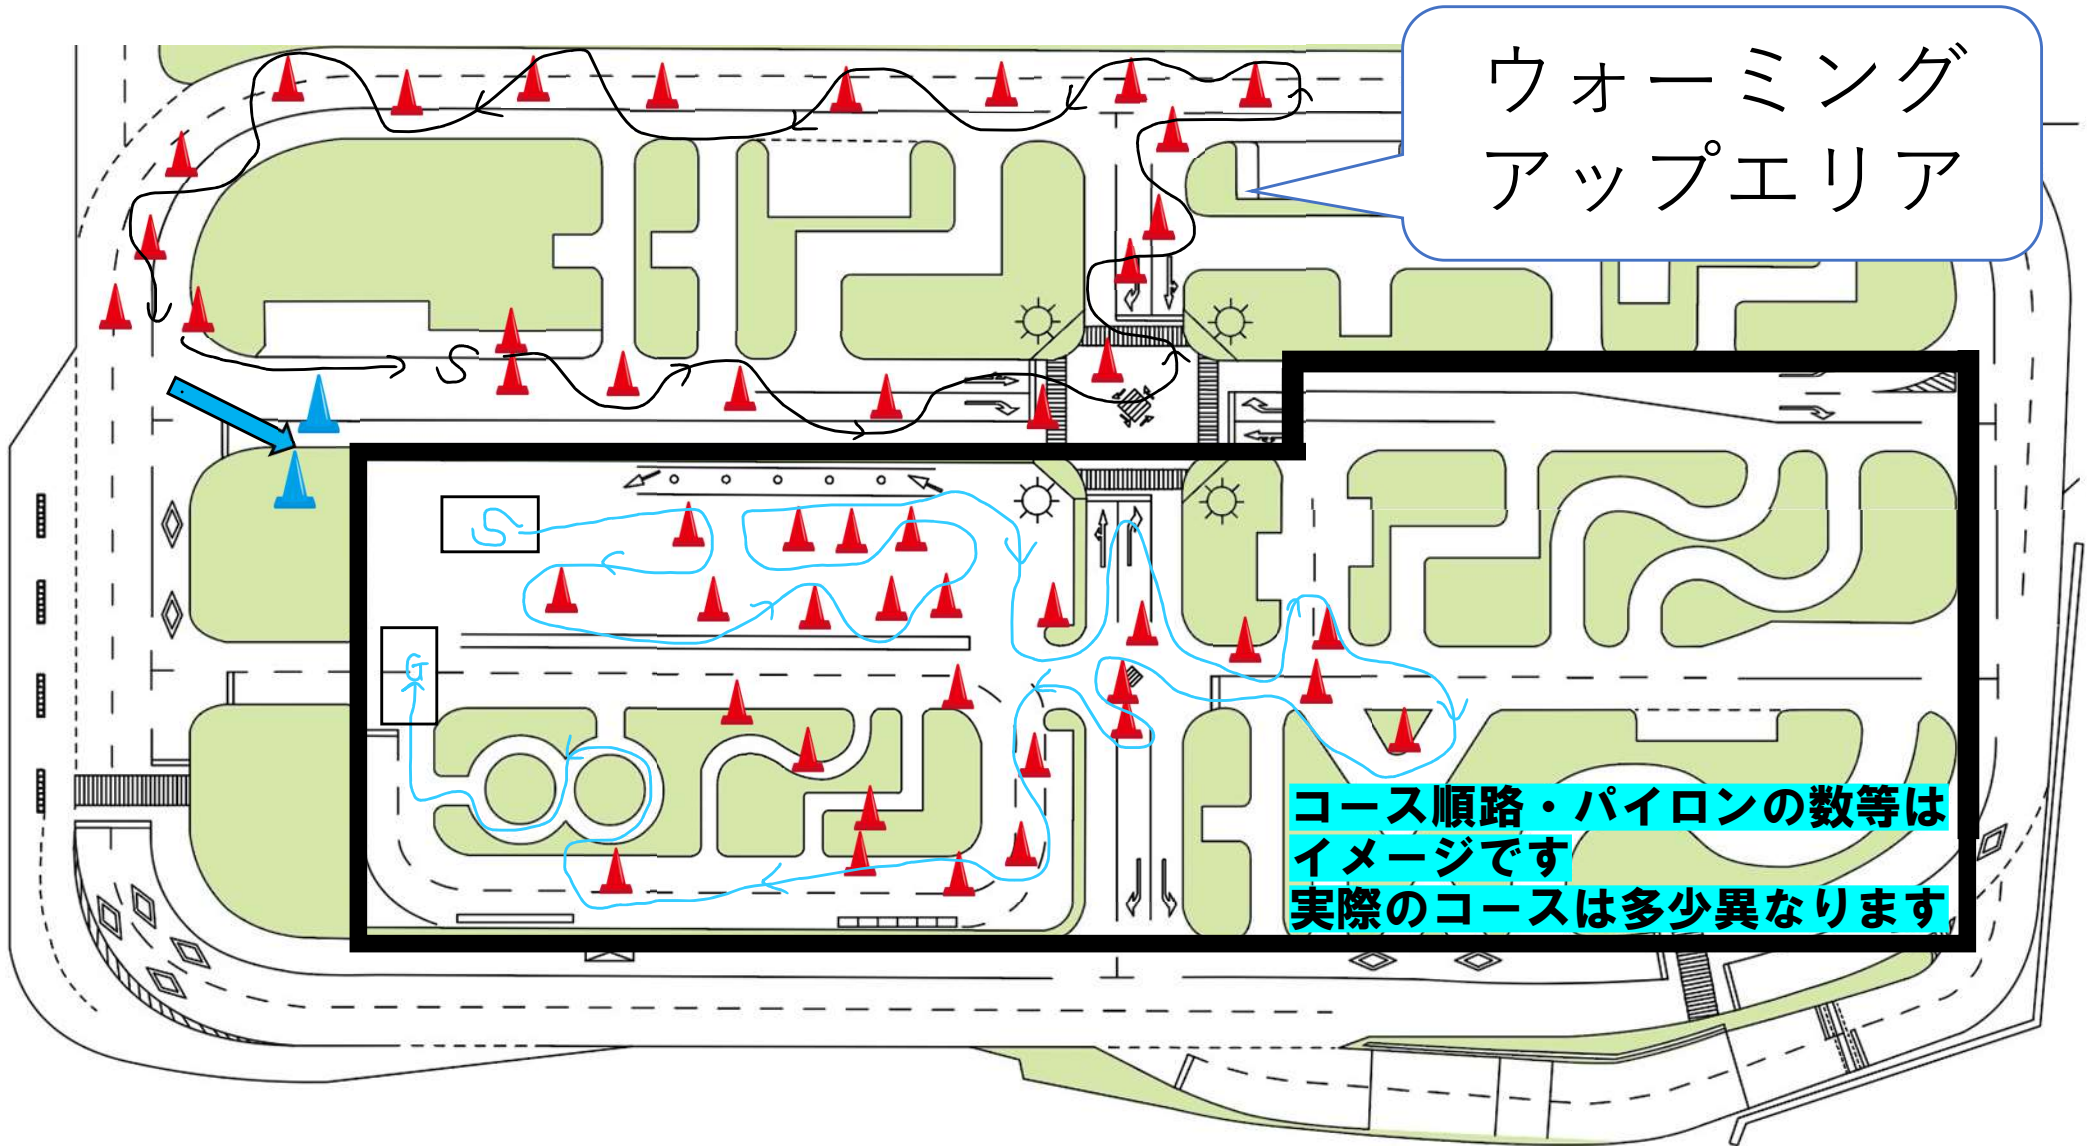 ウォーミング
アップエリア
S
S
G
コース順路・パイロンの数等は
イメージです
実際のコースは多少異なります